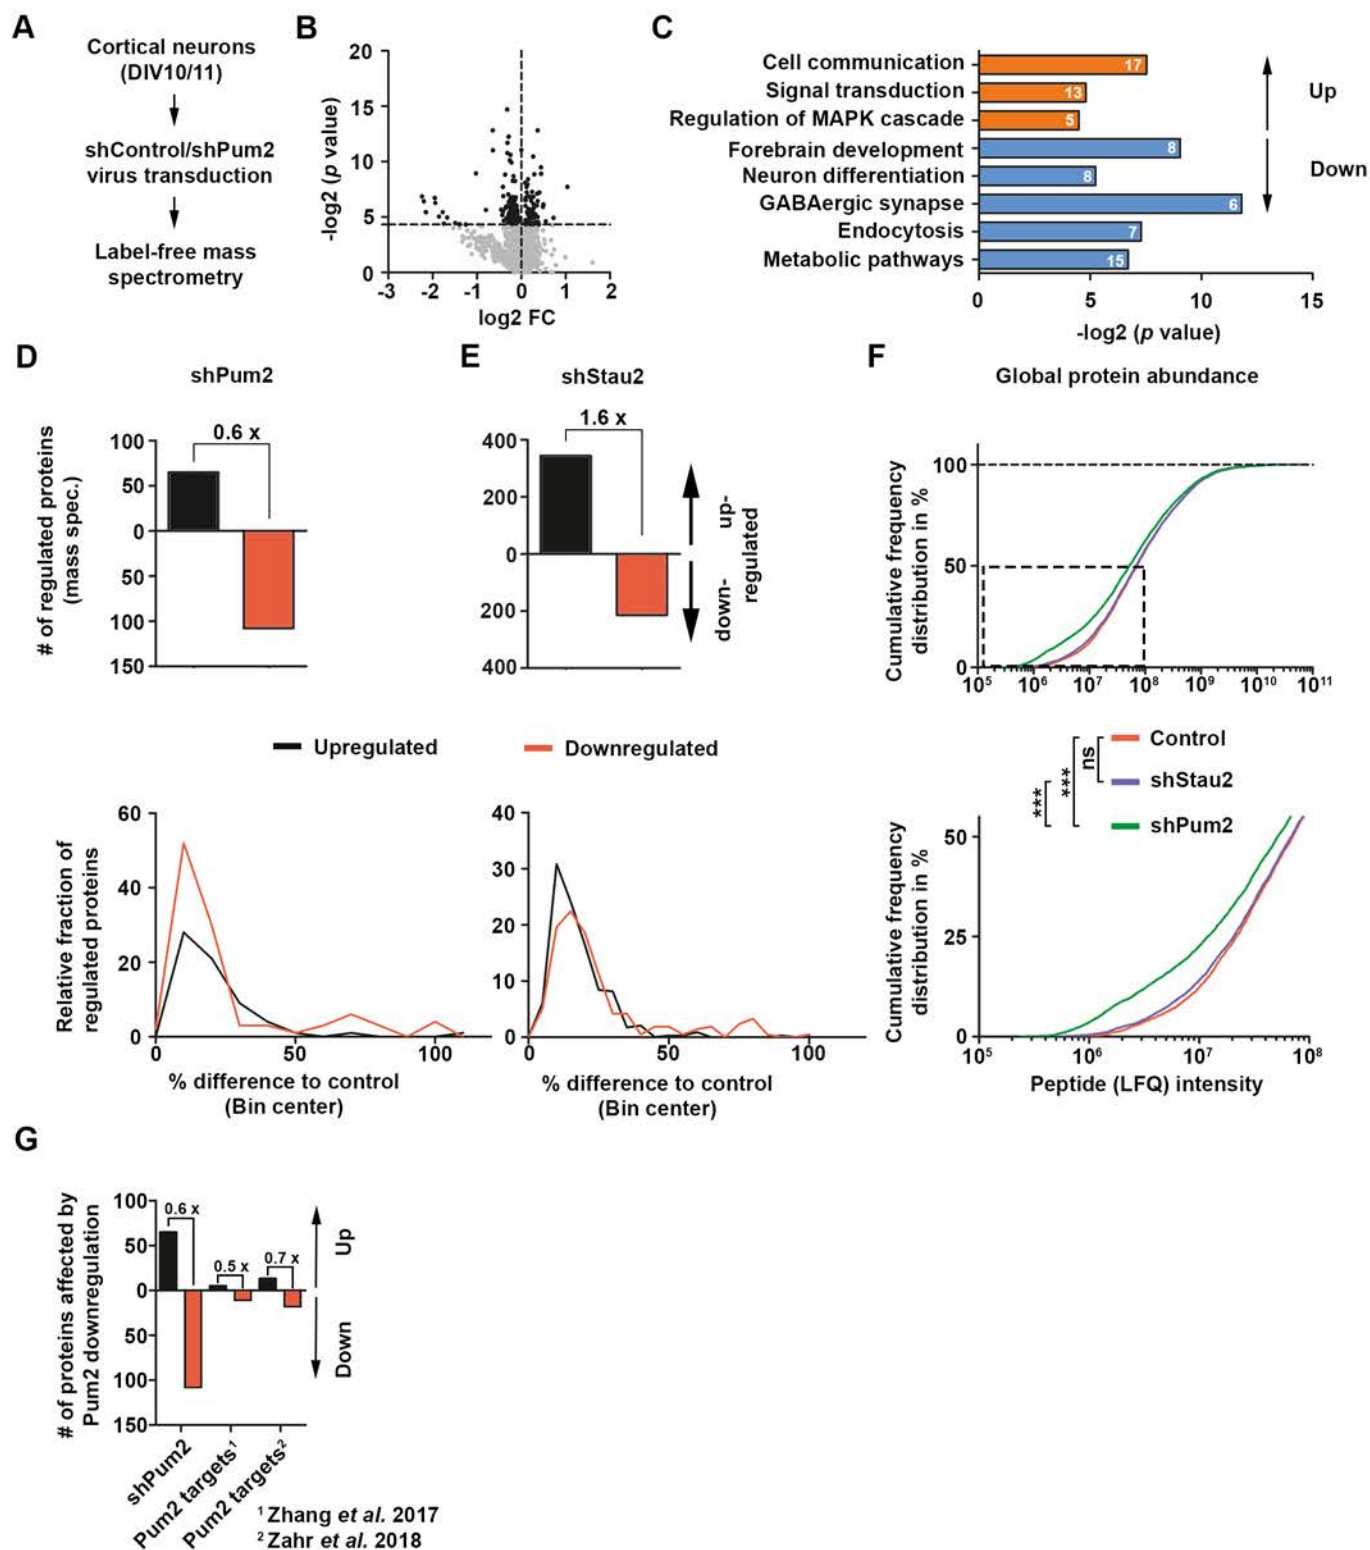 A
Cortical neurons
(DIV10/11)
shControl/shPum2
virus transduction
Label-free mass
spectrometry
B
-log2 (p value)
20
15
10
5
0
-3 -2 -1 0 1 2
log2 FC
C
Cell communication 17
Signal transduction 13
Regulation of MAPK cascade 5
Forebrain development 8
Neuron differentiation 8
GABAergic synapse 6
Endocytosis 7
Metabolic pathways 15
Up
Down
0 5 10 15
-log2 (p value)
D
shPum2
# of regulated proteins
(mass spec.)
0.6 x
100
50
0
50
100
150
E
shStau2
1.6 x
400
200
0
200
400
up-
regulated
down-
F
Global protein abundance
Cumulative frequency
distribution in %
100
50
0
10⁵ 10⁶ 10⁷ 10⁸ 10⁹ 10¹⁰ 10¹¹
Upregulated
Downregulated
Relative fraction of
regulated proteins
60
40
20
0
0 50 100
% difference to control
(Bin center)
40
30
20
10
0
0 50 100
% difference to control
(Bin center)
Control
shStau2
shPum2
ns
***
***
Cumulative frequency
distribution in %
50
25
0
10⁵ 10⁶ 10⁷ 10⁸
Peptide (LFQ) intensity
G
# of proteins affected by
Pum2 downregulation
100
50
0
50
100
150
0.6 x
0.5 x
0.7 x
Up
Down
shPum2
Pum2 targets¹
Pum2 targets²
¹ Zhang et al. 2017
² Zahr et al. 2018